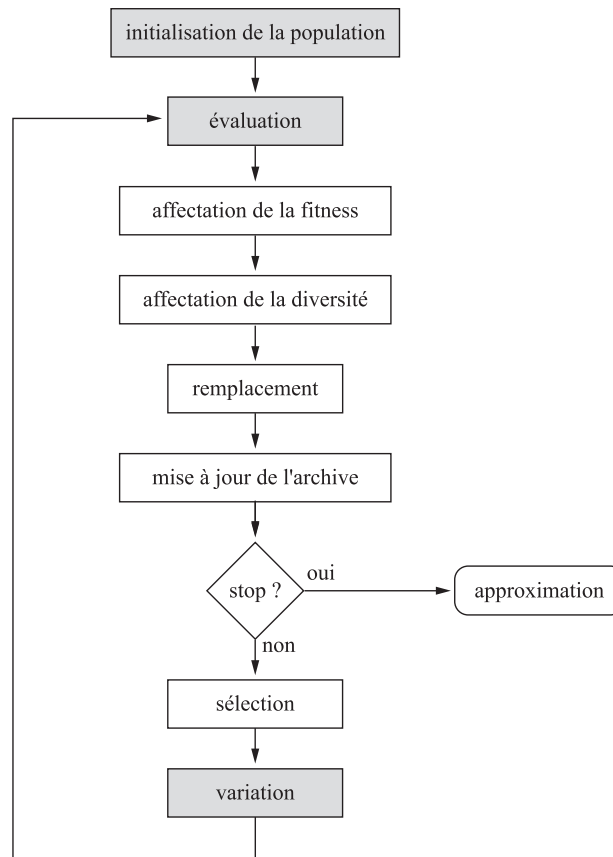 initialisation de la population
évaluation
affectation de la fitness
affectation de la diversité
remplacement
mise à jour de l'archive
stop ?
oui
approximation
non
sélection
variation